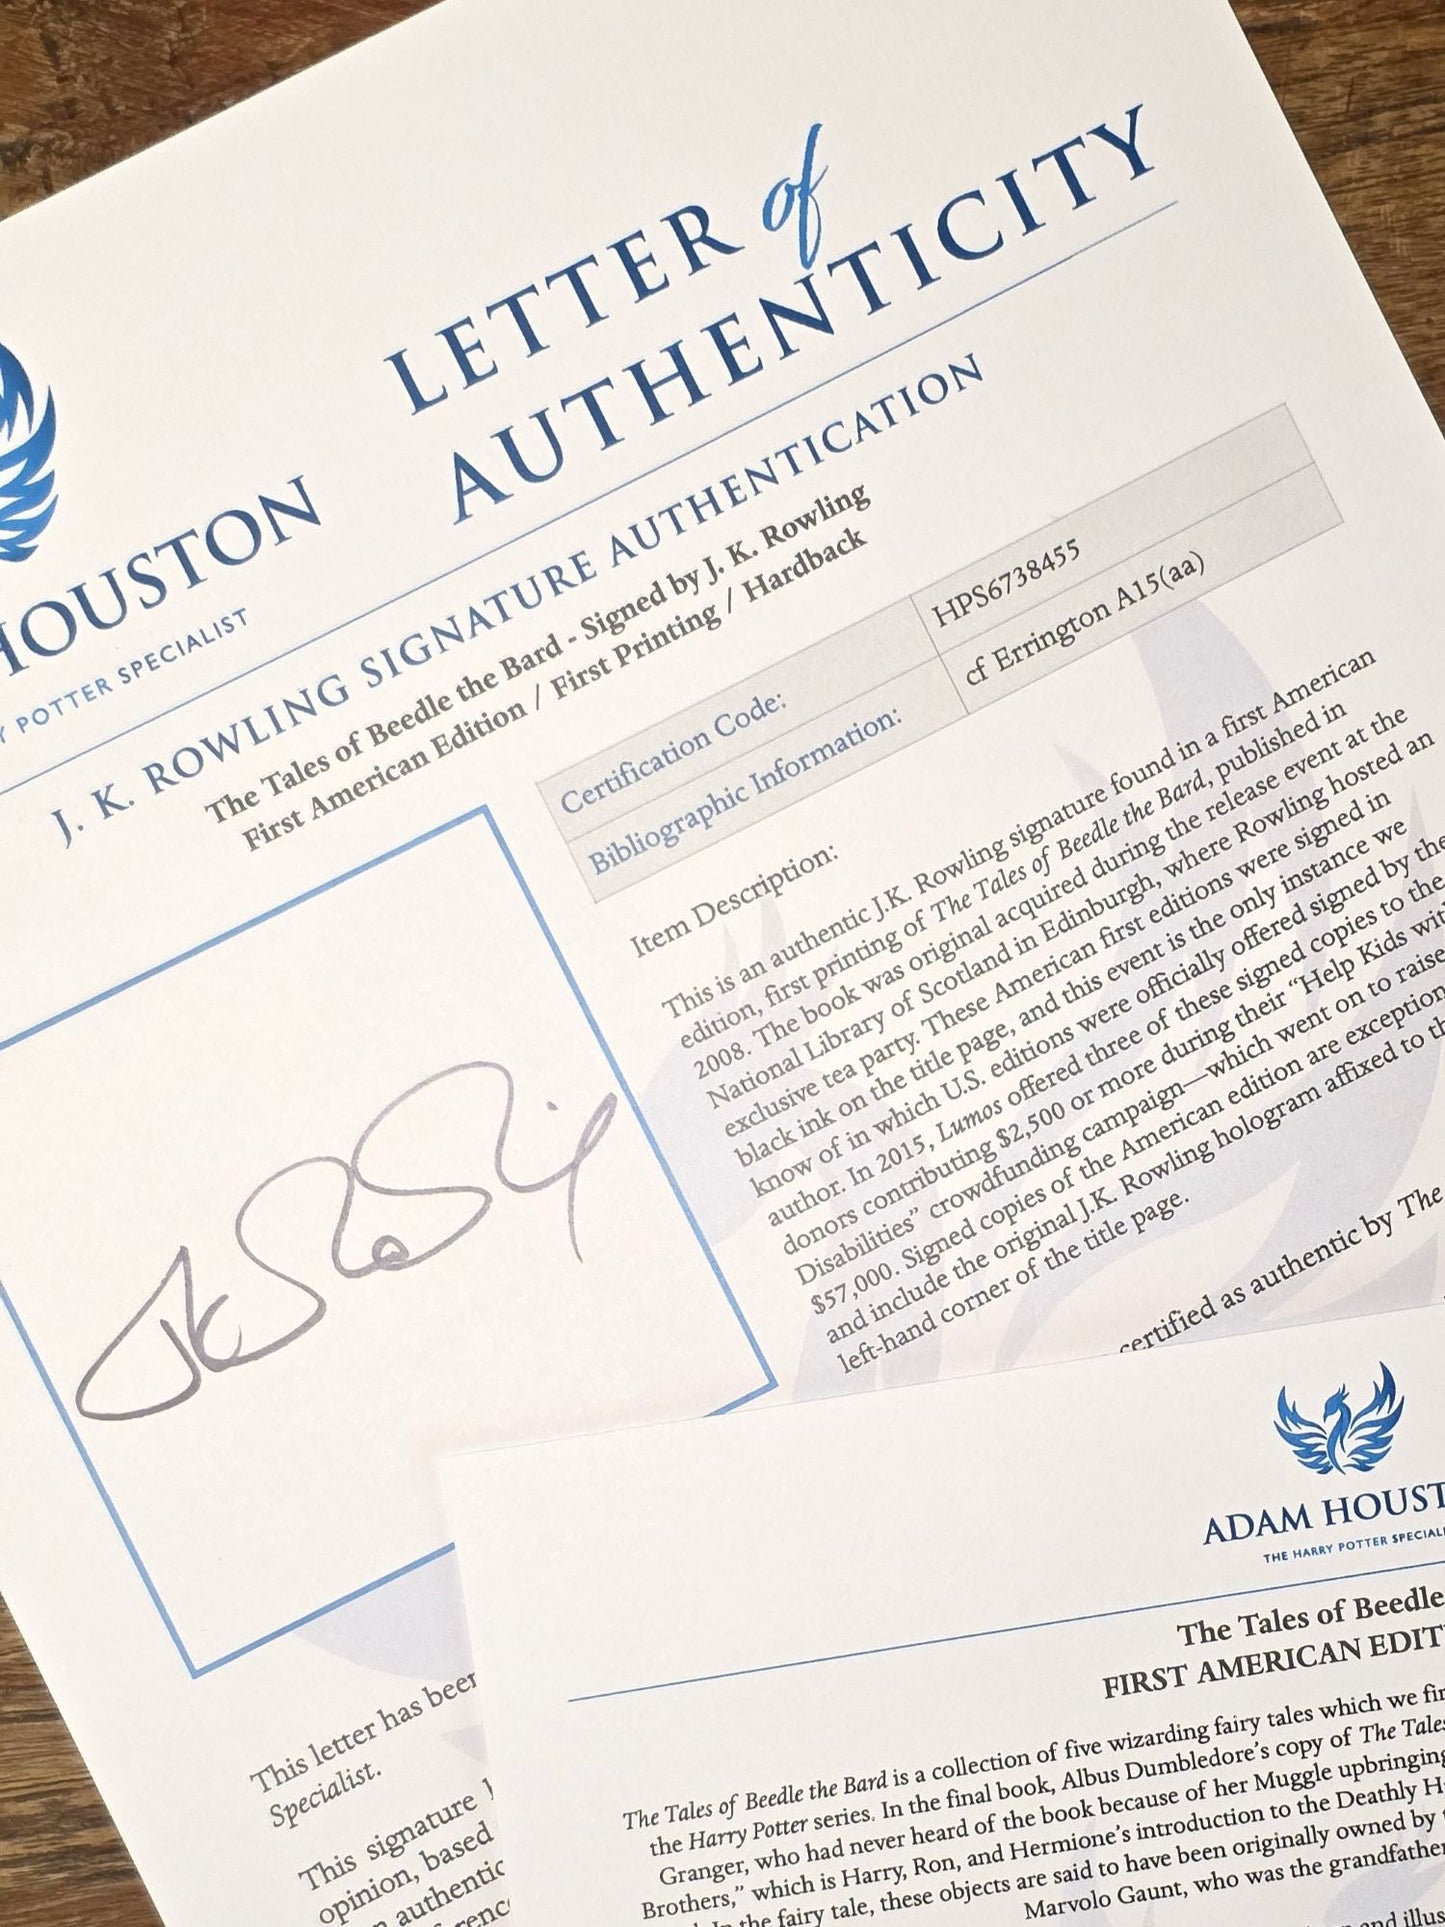 LETTER of
AUTHENTICITY
HOUSTON
POTTER SPECIALIST
J. K. ROWLING SIGNATURE AUTHENTICATION
The Tales of Beedle the Bard - Signed by J. K. Rowling
First American Edition / First Printing / Hardback
Certification Code: HPS6738455
Bibliographic Information: cf Errington A15(aa)
Item Description:
This is an authentic J.K. Rowling signature found in a first American
edition, first printing of The Tales of Beedle the Bard, published in
2008. The book was original acquired during the release event at the
National Library of Scotland in Edinburgh, where Rowling hosted an
exclusive tea party. These American first editions were signed in
black ink on the title page, and this event is the only instance we
know of in which U.S. editions were officially offered signed by the
author. In 2015, Lumos offered three of these signed copies to the
donors contributing $2,500 or more during their “Help Kids with
Disabilities” crowdfunding campaign—which went on to raise
$57,000. Signed copies of the American edition are exception
and include the original J.K. Rowling hologram affixed to th
left-hand corner of the title page.
certified as authentic by The
This letter has been
Specialist.
This signature
opinion, based
authentic
ADAM HOUST
THE HARRY POTTER SPECIAL
The Tales of Beedle
FIRST AMERICAN EDIT
The Tales of Beedle the Bard is a collection of five wizarding fairy tales which we fir
the Harry Potter series. In the final book, Albus Dumbledore’s copy of The Tales
Granger, who had never heard of the book because of her Muggle upbringing
Brothers,” which is Harry, Ron, and Hermione’s introduction to the Deathly H
In the fairy tale, these objects are said to have been originally owned by
Marvolo Gaunt, who was the grandfather
and illus